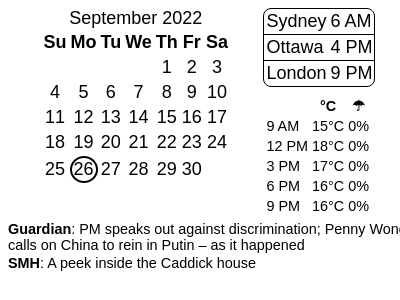 September 2022
Su Mo Tu We Th Fr Sa
1 2 3
4 5 6 7 8 9 10
11 12 13 14 15 16 17
18 19 20 21 22 23 24
25 26 27 28 29 30
Sydney 6 AM
Ottawa 4 PM
London 9 PM
°C ☂
9 AM 15°C 0%
12 PM 18°C 0%
3 PM 17°C 0%
6 PM 16°C 0%
9 PM 16°C 0%
Guardian: PM speaks out against discrimination; Penny
calls on China to rein in Putin – as it happened
SMH: A peek inside the Caddick house